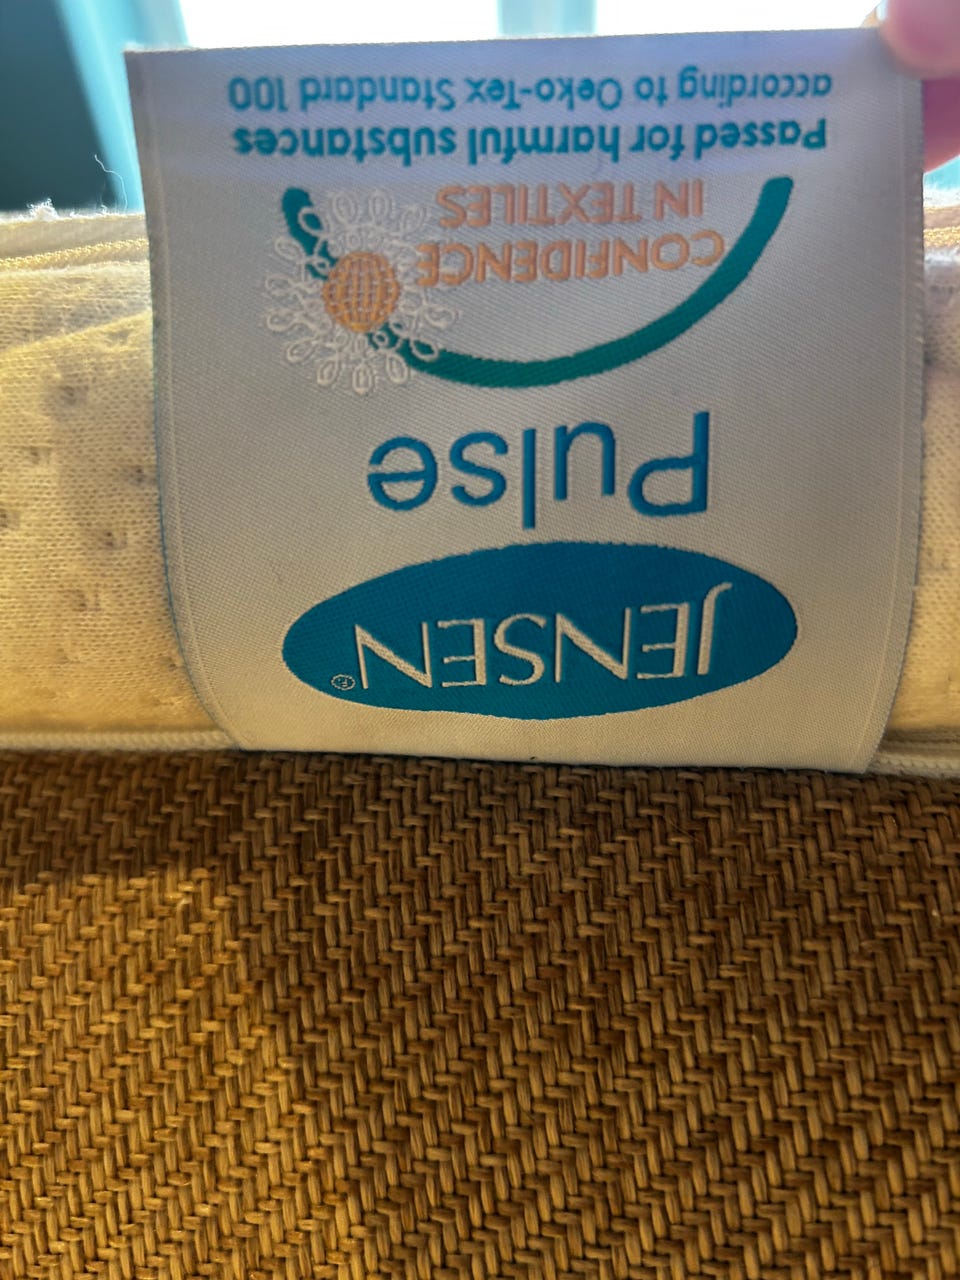 JENSEN®
Pulse
CONFIDENCE
IN TEXTILES
Passed for harmful substances
according to Oeko-Tex Standard 100